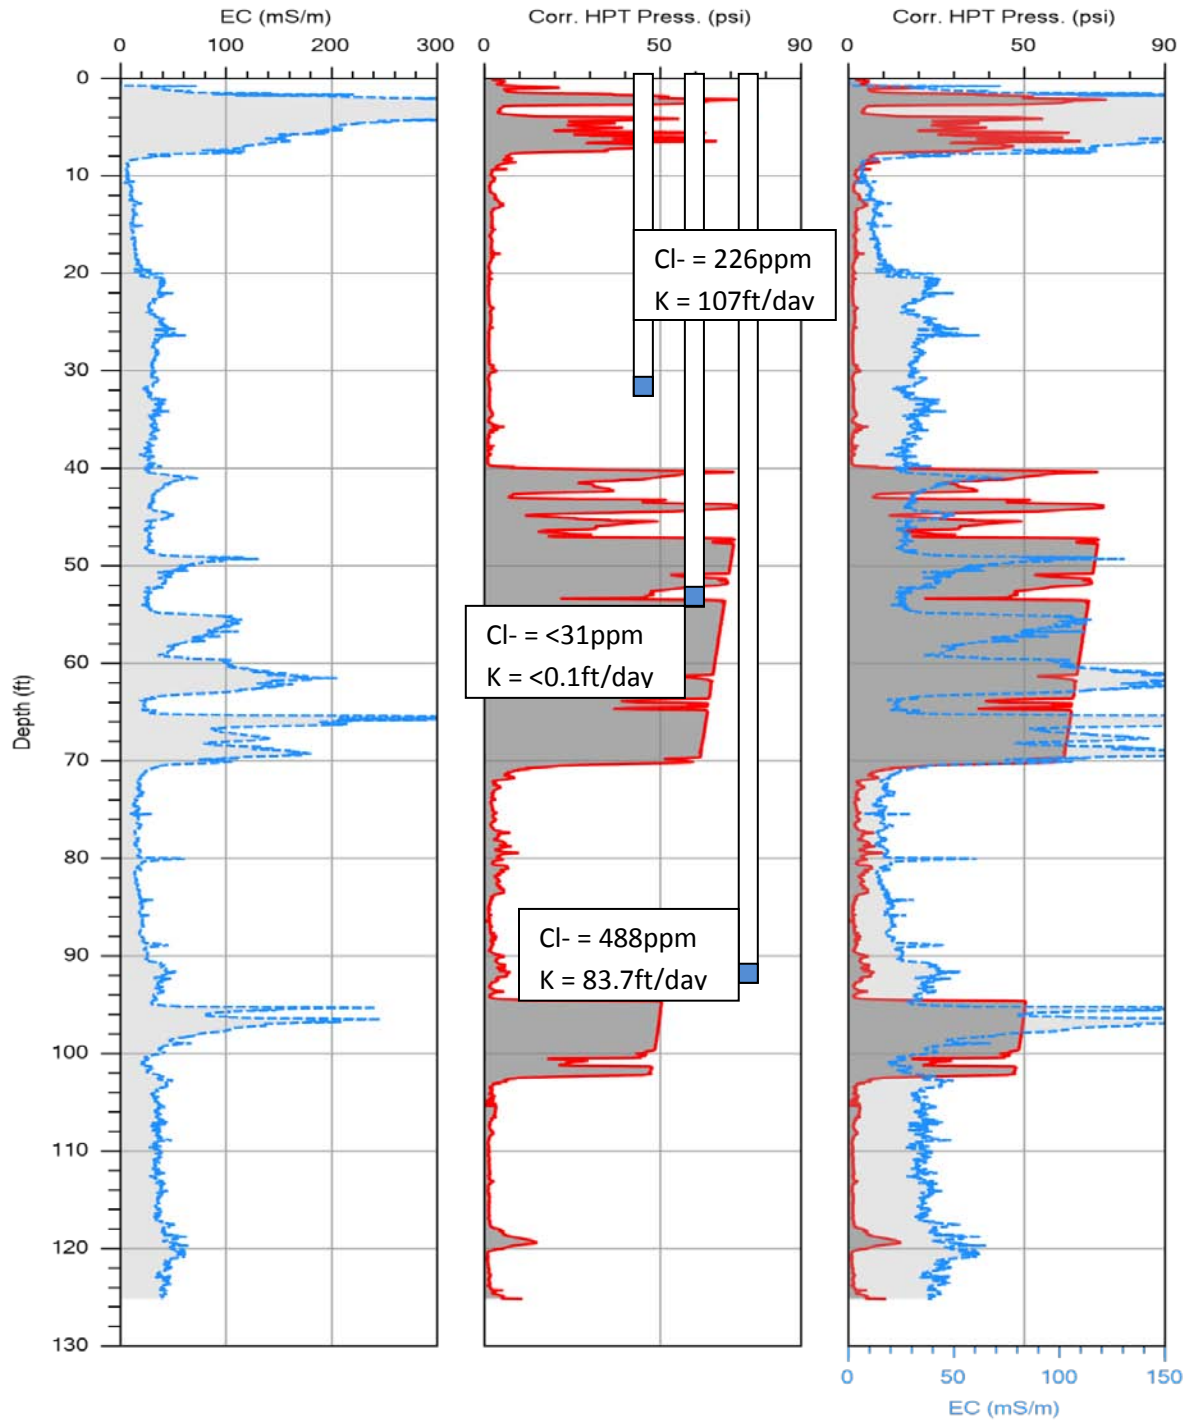 EC (mS/m)
Corr. HPT Press. (psi)
Corr. HPT Press. (psi)
0 100 200 300
0 50 90
0 50 90
0
10
20
Cl- = 226ppm
K = 107ft/day
30
40
50
Cl- = <31ppm
K = <0.1ft/day
60
Depth (ft)
70
80
90
Cl- = 488ppm
K = 83.7ft/day
100
110
120
130
0 50 100 150
EC (mS/m)